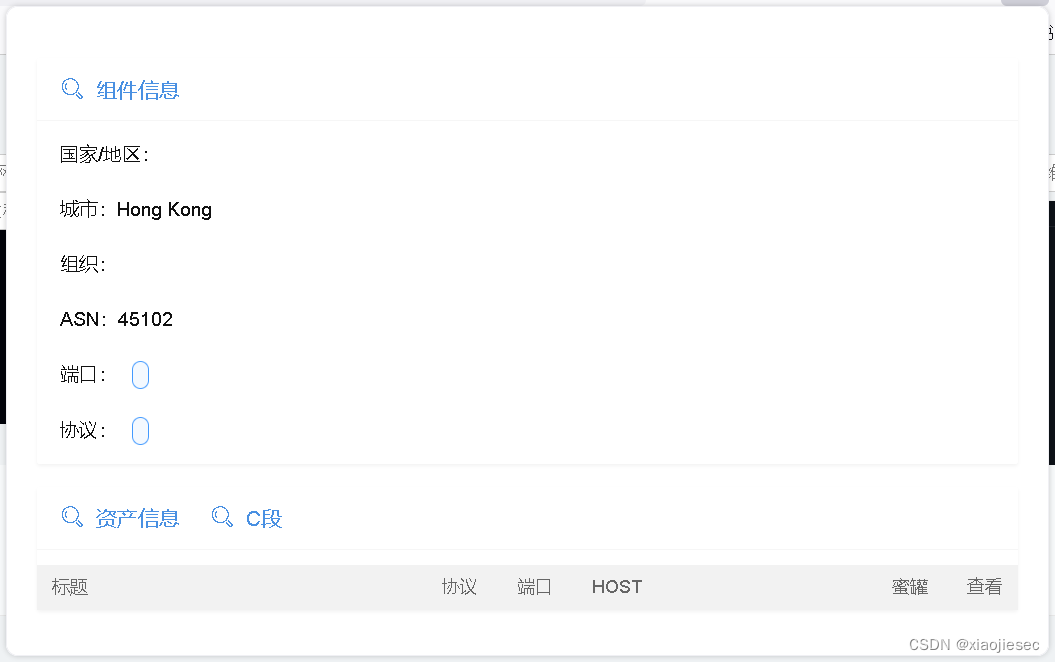 组件信息
国家/地区：
城市：Hong Kong
组织：
ASN：45102
端口：
协议：
资产信息 C段
标题 协议 端口 HOST 蜜罐 查看
CSDN @xiaojiesec